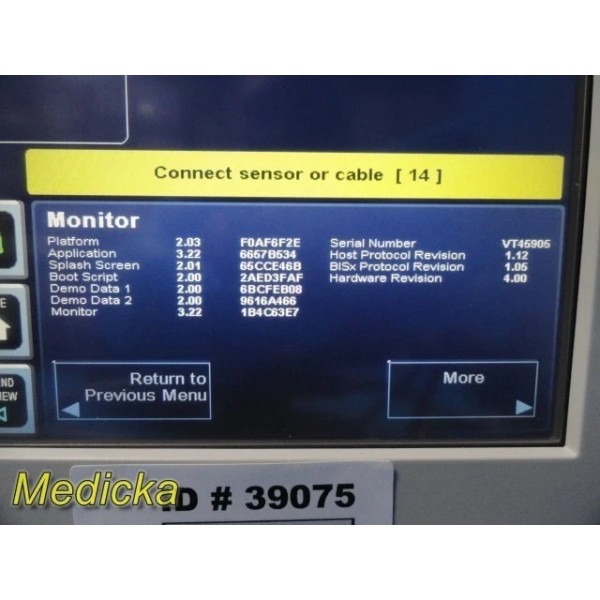 Connect sensor or cable [ 14 ]
Monitor
Platform 2.03 F0AF6F2E Serial Number VT45905
Application 3.22 6657B534 Host Protocol Revision 1.12
Splash Screen 2.01 65CCE46B BISx Protocol Revision 1.05
Boot Script 2.00 2AED3FAF Hardware Revision 4.00
Demo Data 1 2.00 6BCFEB08
Demo Data 2 2.00 9616A466
Monitor 3.22 1B4C63E7
Return to
Previous Menu
More
Medicka
ID # 39075